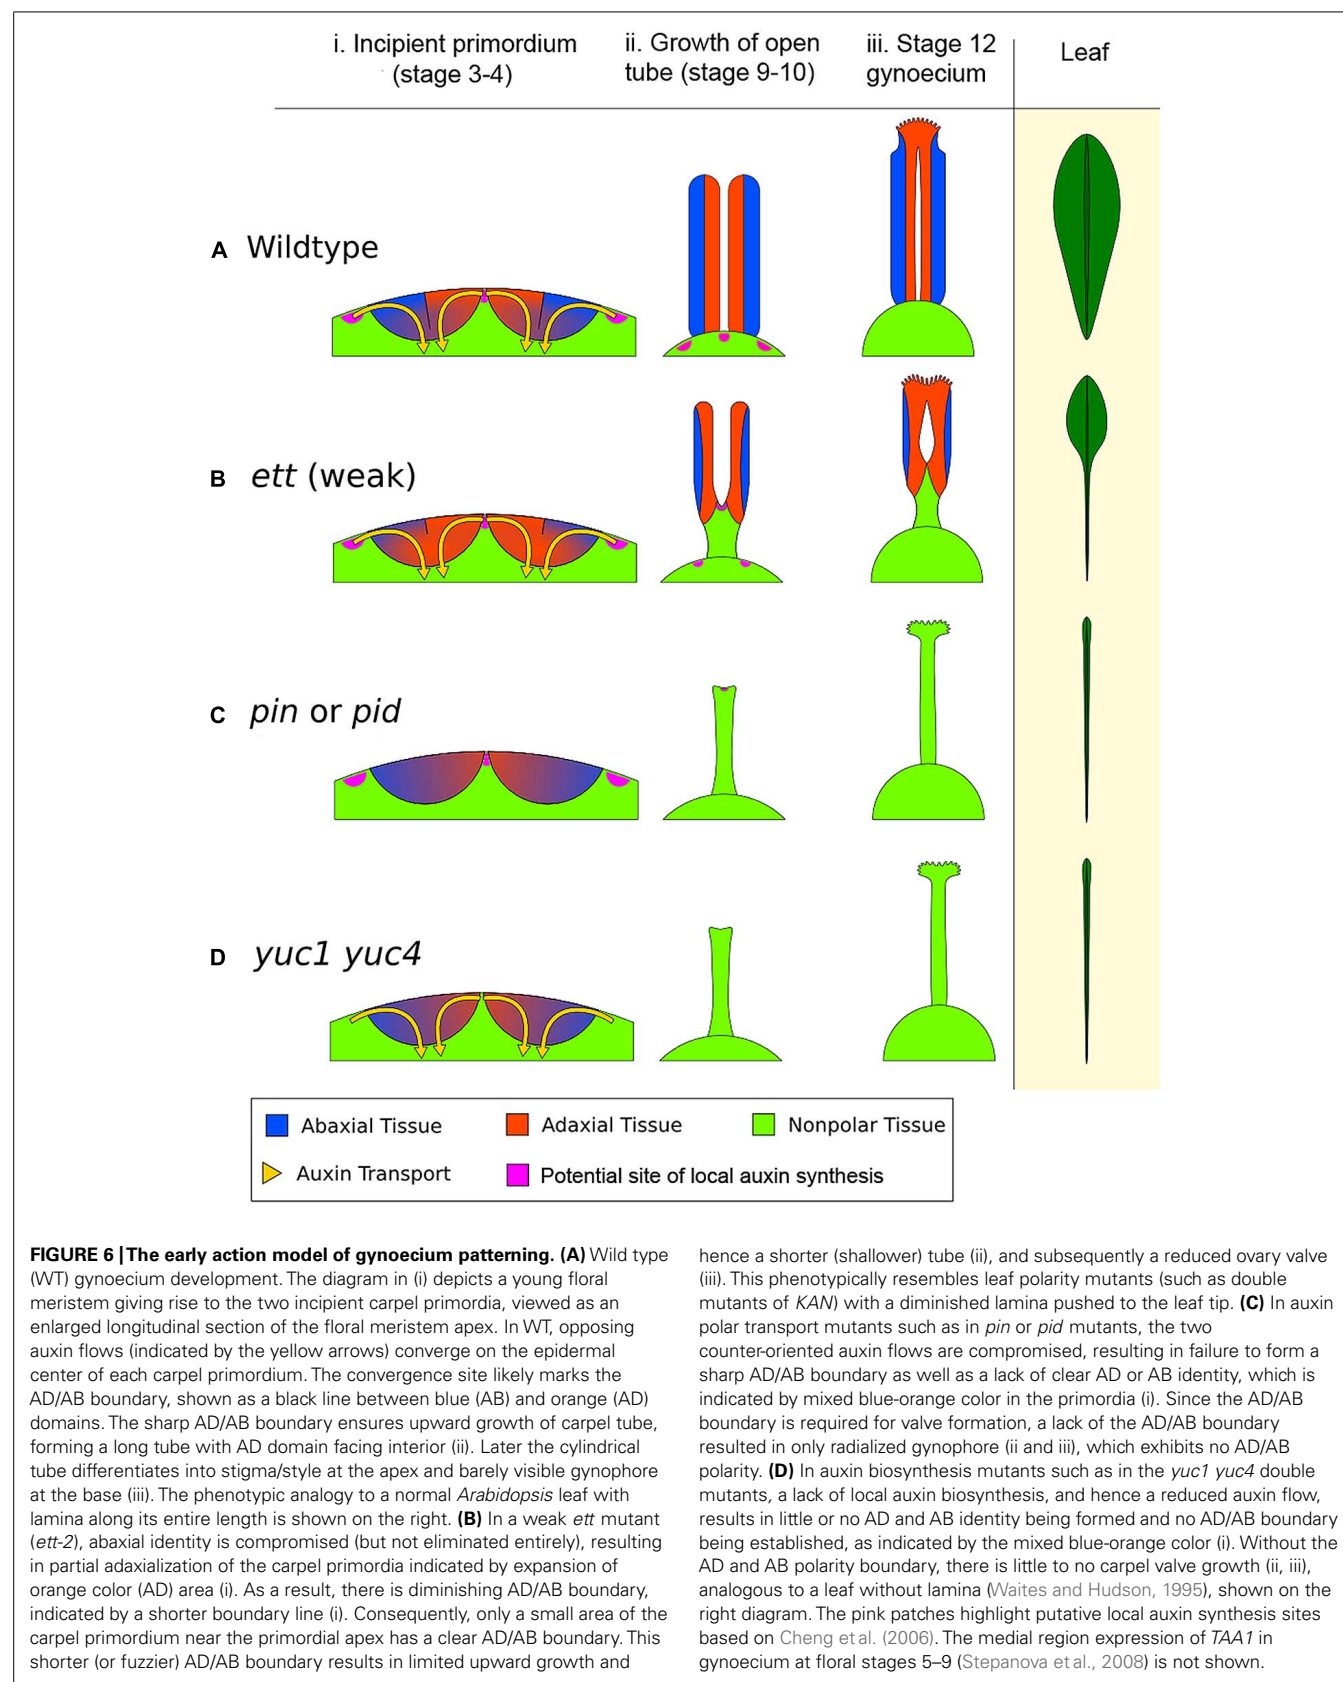 i. Incipient primordium
(stage 3-4)
ii. Growth of open
tube (stage 9-10)
iii. Stage 12
gynoecium
Leaf
A Wildtype
B ett (weak)
C pin or pid
D yuc1 yuc4
Abaxial Tissue
Adaxial Tissue
Nonpolar Tissue
Auxin Transport
Potential site of local auxin synthesis
FIGURE 6 | The early action model of gynoecium patterning. (A) Wild type
(WT) gynoecium development. The diagram in (i) depicts a young floral
meristem giving rise to the two incipient carpel primordia, viewed as an
enlarged longitudinal section of the floral meristem apex. In WT, opposing
auxin flows (indicated by the yellow arrows) converge on the epidermal
center of each carpel primordium. The convergence site likely marks the
AD/AB boundary, shown as a black line between blue (AB) and orange (AD)
domains. The sharp AD/AB boundary ensures upward growth of carpel tube,
forming a long tube with AD domain facing interior (ii). Later the cylindrical
tube differentiates into stigma/style at the apex and barely visible gynophore
at the base (iii). The phenotypic analogy to a normal Arabidopsis leaf with
lamina along its entire length is shown on the right. (B) In a weak ett mutant
(ett-2), abaxial identity is compromised (but not eliminated entirely), resulting
in partial adaxialization of the carpel primordia indicated by expansion of
orange color (AD) area (i). As a result, there is diminishing AD/AB boundary,
indicated by a shorter boundary line (i). Consequently, only a small area of the
carpel primordium near the primordial apex has a clear AD/AB boundary. This
shorter (or fuzzier) AD/AB boundary results in limited upward growth and
hence a shorter (shallower) tube (ii), and subsequently a reduced ovary valve
(iii). This phenotypically resembles leaf polarity mutants (such as double
mutants of KAN) with a diminished lamina pushed to the leaf tip. (C) In auxin
polar transport mutants such as in pin or pid mutants, the two
counter-oriented auxin flows are compromised, resulting in failure to form a
sharp AD/AB boundary as well as a lack of clear AD or AB identity, which is
indicated by mixed blue-orange color in the primordia (i). Since the AD/AB
boundary is required for valve formation, a lack of the AD/AB boundary
resulted in only radialized gynophore (ii and iii), which exhibits no AD/AB
polarity. (D) In auxin biosynthesis mutants such as in the yuc1 yuc4 double
mutants, a lack of local auxin biosynthesis, and hence a reduced auxin flow,
results in little or no AD and AB identity being formed and no AD/AB boundary
being established, as indicated by the mixed blue-orange color (i). Without the
AD and AB polarity boundary, there is little to no carpel valve growth (ii, iii),
analogous to a leaf without lamina (Waites and Hudson, 1995), shown on the
right diagram. The pink patches highlight putative local auxin synthesis sites
based on Cheng et al. (2006). The medial region expression of TAA1 in
gynoecium at floral stages 5–9 (Stepanova et al., 2008) is not shown.